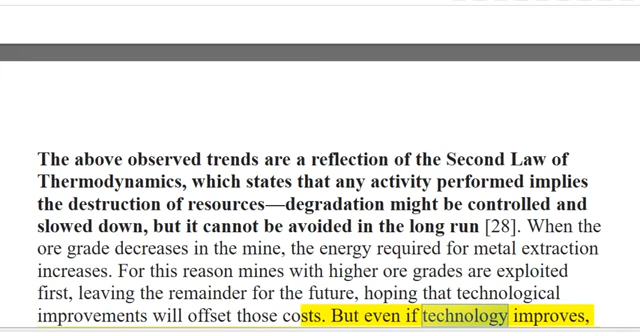 The above observed trends are a reflection of the Second Law of
Thermodynamics, which states that any activity performed implies
the destruction of resources—degradation might be controlled and
slowed down, but it cannot be avoided in the long run [28]. When the
ore grade decreases in the mine, the energy required for metal extraction
increases. For this reason mines with higher ore grades are exploited
first, leaving the remainder for the future, hoping that technological
improvements will offset those costs. But even if technology improves,